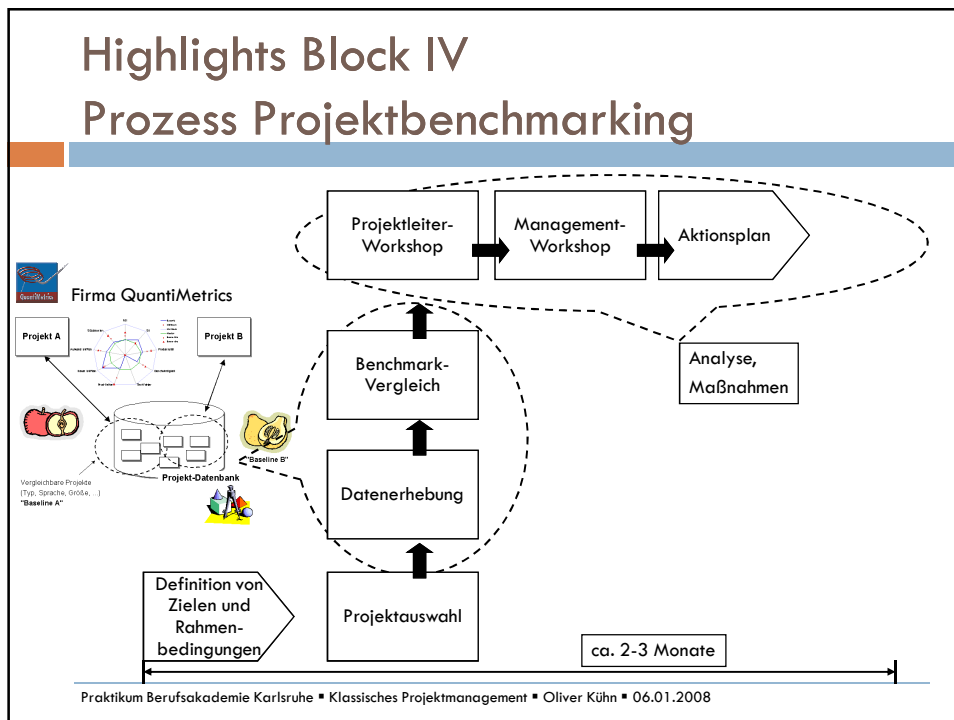 Highlights Block IV
Prozess Projektbenchmarking
Projektleiter-
Workshop
Management-
Workshop
Aktionsplan
QuantiMetrics
Firma QuantiMetrics
Projekt A
Projekt B
Benchmark-
Vergleich
Analyse,
Maßnahmen
"Baseline B"
Projekt-Datenbank
Vergleichbare Projekte
(Typ, Sprache, Größe, ...)
"Baseline A"
Datenerhebung
Definition von
Zielen und
Rahmen-
bedingungen
Projektauswahl
ca. 2-3 Monate
Praktikum Berufsakademie Karlsruhe ▪ Klassisches Projektmanagement ▪ Oliver Kühn ▪ 06.01.2008